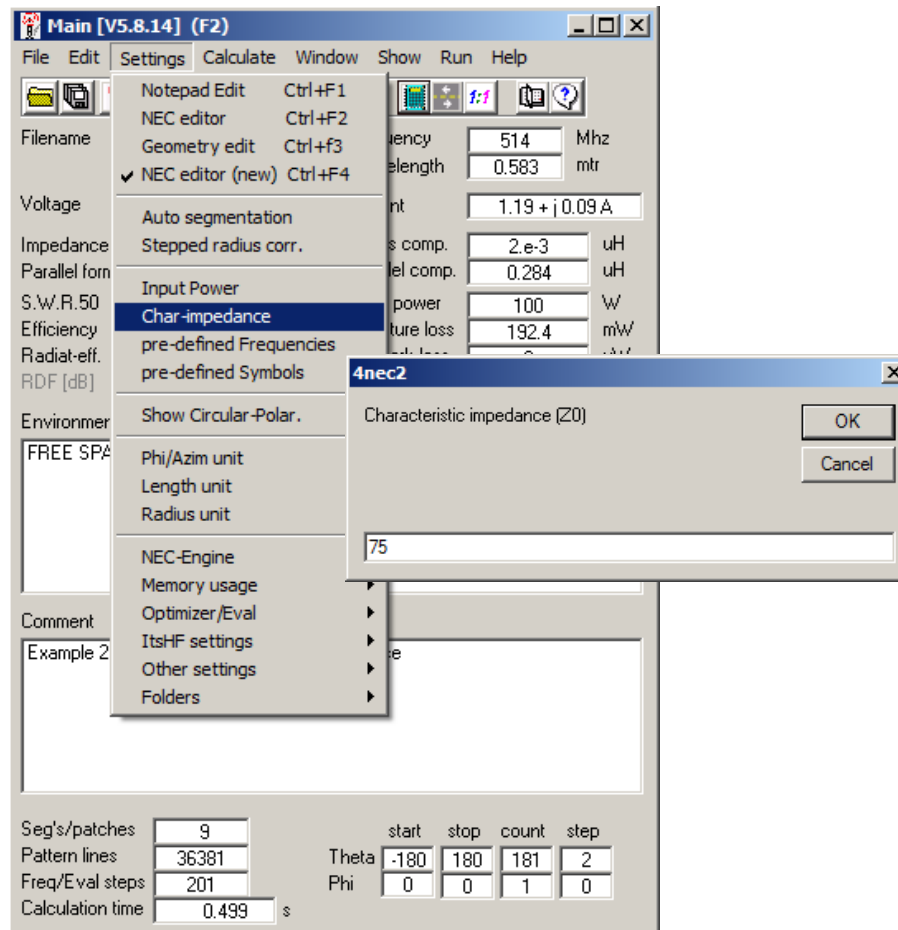 Main [V5.8.14] (F2)
File Edit Settings Calculate Window Show Run Help
1:1
Notepad Edit Ctrl+F1
NEC editor Ctrl+F2
Geometry edit Ctrl+f3
NEC editor (new) Ctrl+F4
Auto segmentation
Stepped radius corr.
Input Power
Char-impedance
pre-defined Frequencies
pre-defined Symbols
Show Circular-Polar.
Phi/Azim unit
Length unit
Radius unit
NEC-Engine
Memory usage
Optimizer/Eval
ItsHF settings
Other settings
Folders
Filename
514 Mhz
0.583 mtr
Voltage 1.19 + j 0.09 A
Impedance comp. 2.e-3 uH
Parallel comp. 0.284 uH
S.W.R.50 power 100 W
Efficiency loss 192.4 mW
Radiat-eff.
RDF [dB]
4nec2
Characteristic impedance (Z0)
OK
Cancel
75
FREE
Comment
Example 2
Seg's/patches 9
Pattern lines 36381
Freq/Eval steps 201
Calculation time 0.499 s
start stop count step
Theta -180 180 181 2
Phi 0 0 1 0